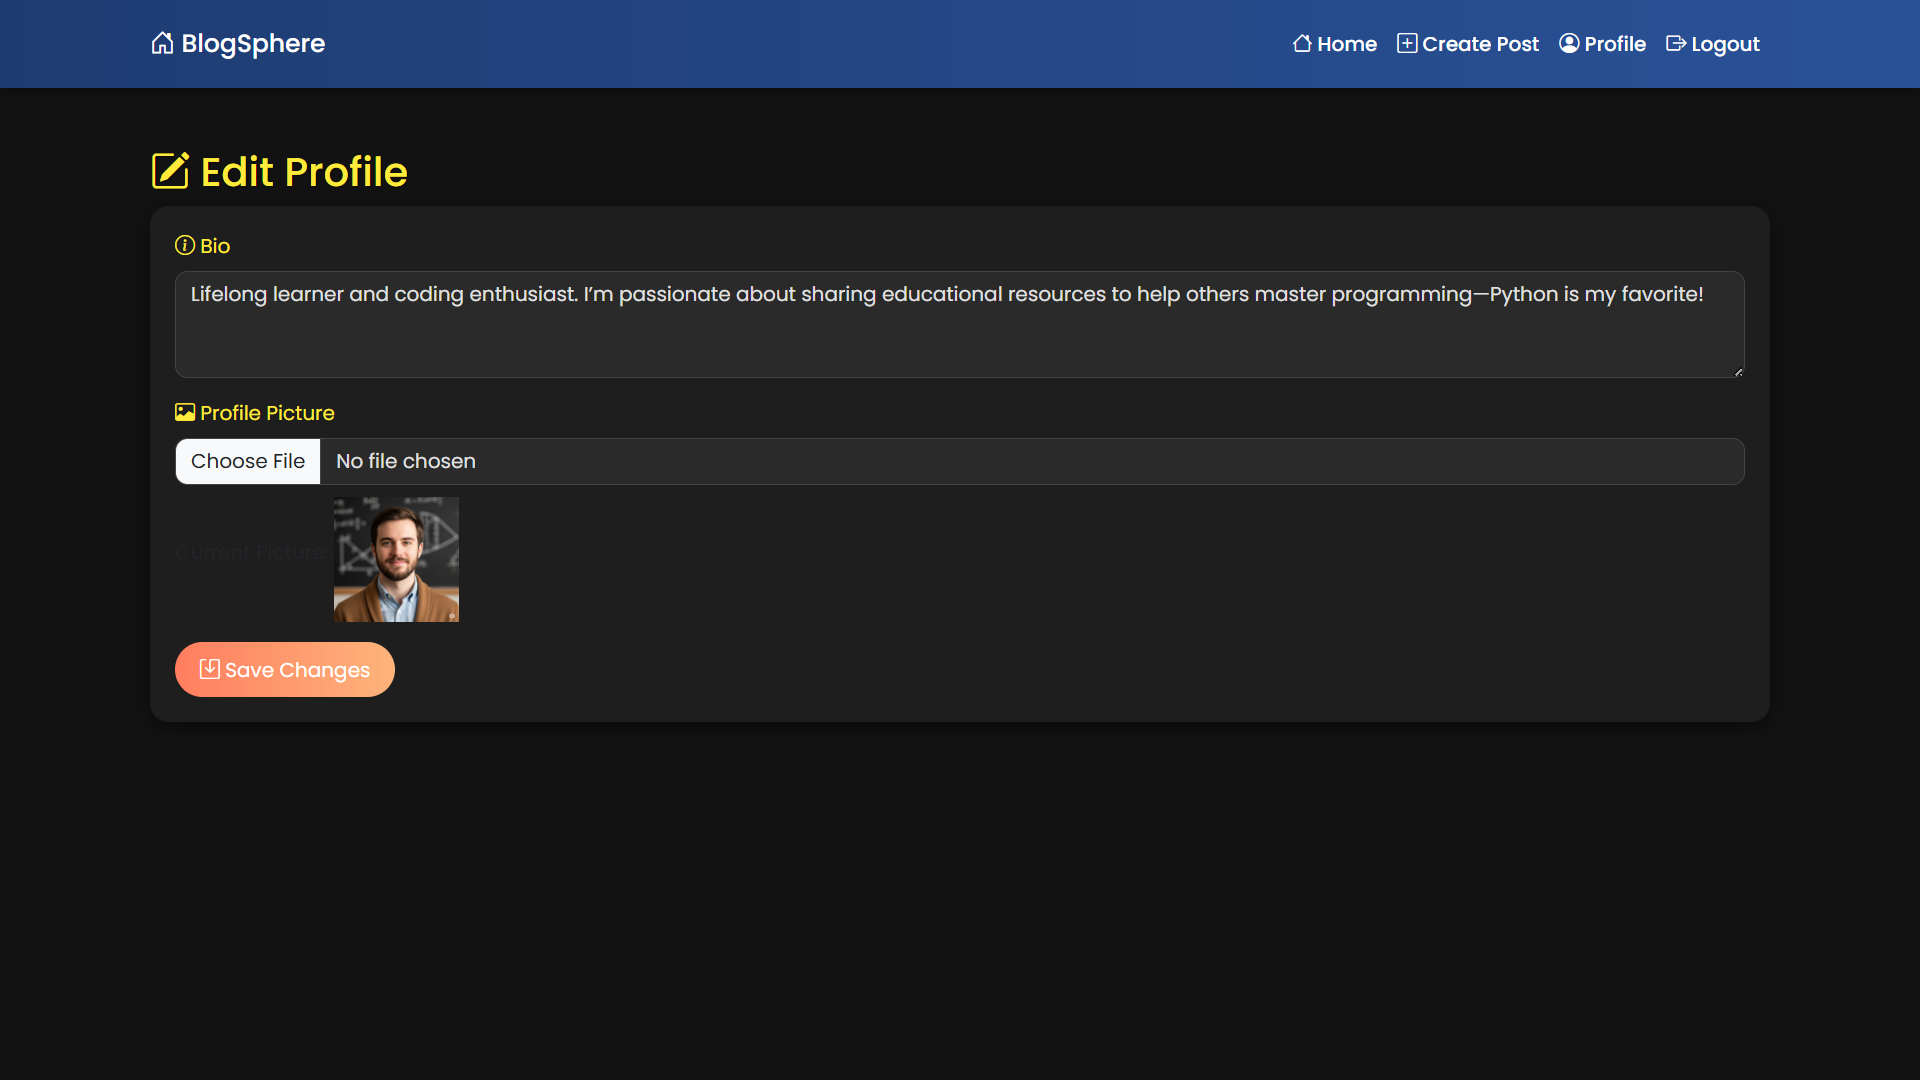 BlogSphere
Home
Create Post
Profile
Logout
Edit Profile
Bio
Lifelong learner and coding enthusiast. I’m passionate about sharing educational resources to help others master programming—Python is my favorite!
Profile Picture
Choose File
No file chosen
Current Picture:
Save Changes